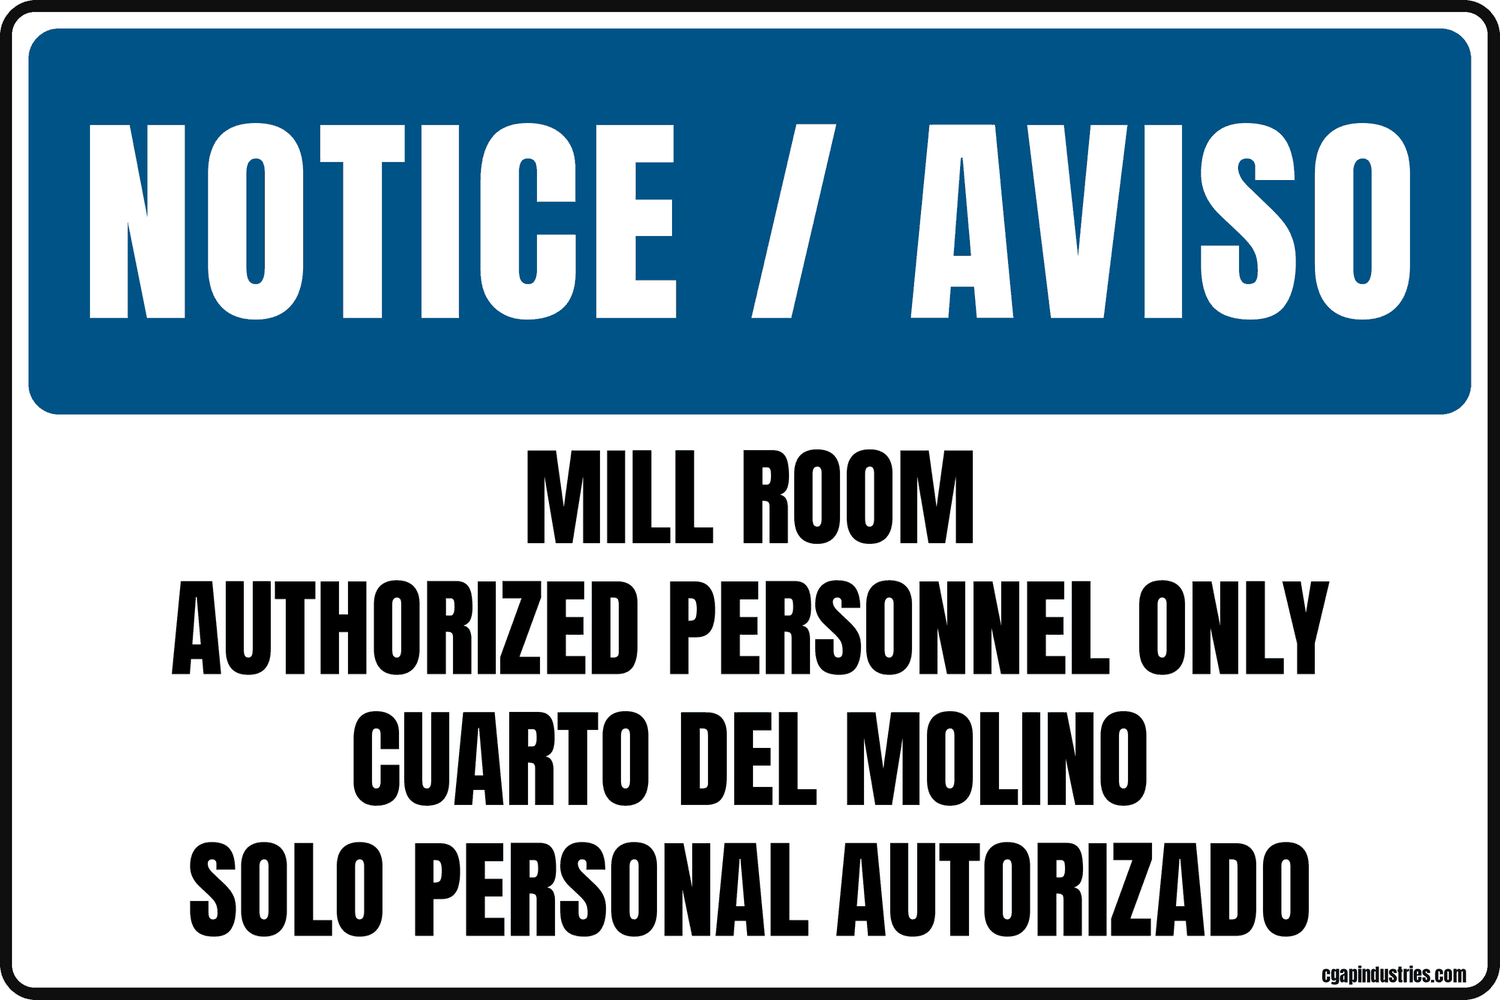 NOTICE / AVISO
MILL ROOM
AUTHORIZED PERSONNEL ONLY
CUARTO DEL MOLINO
SOLO PERSONAL AUTORIZADO
cgapindustries.com